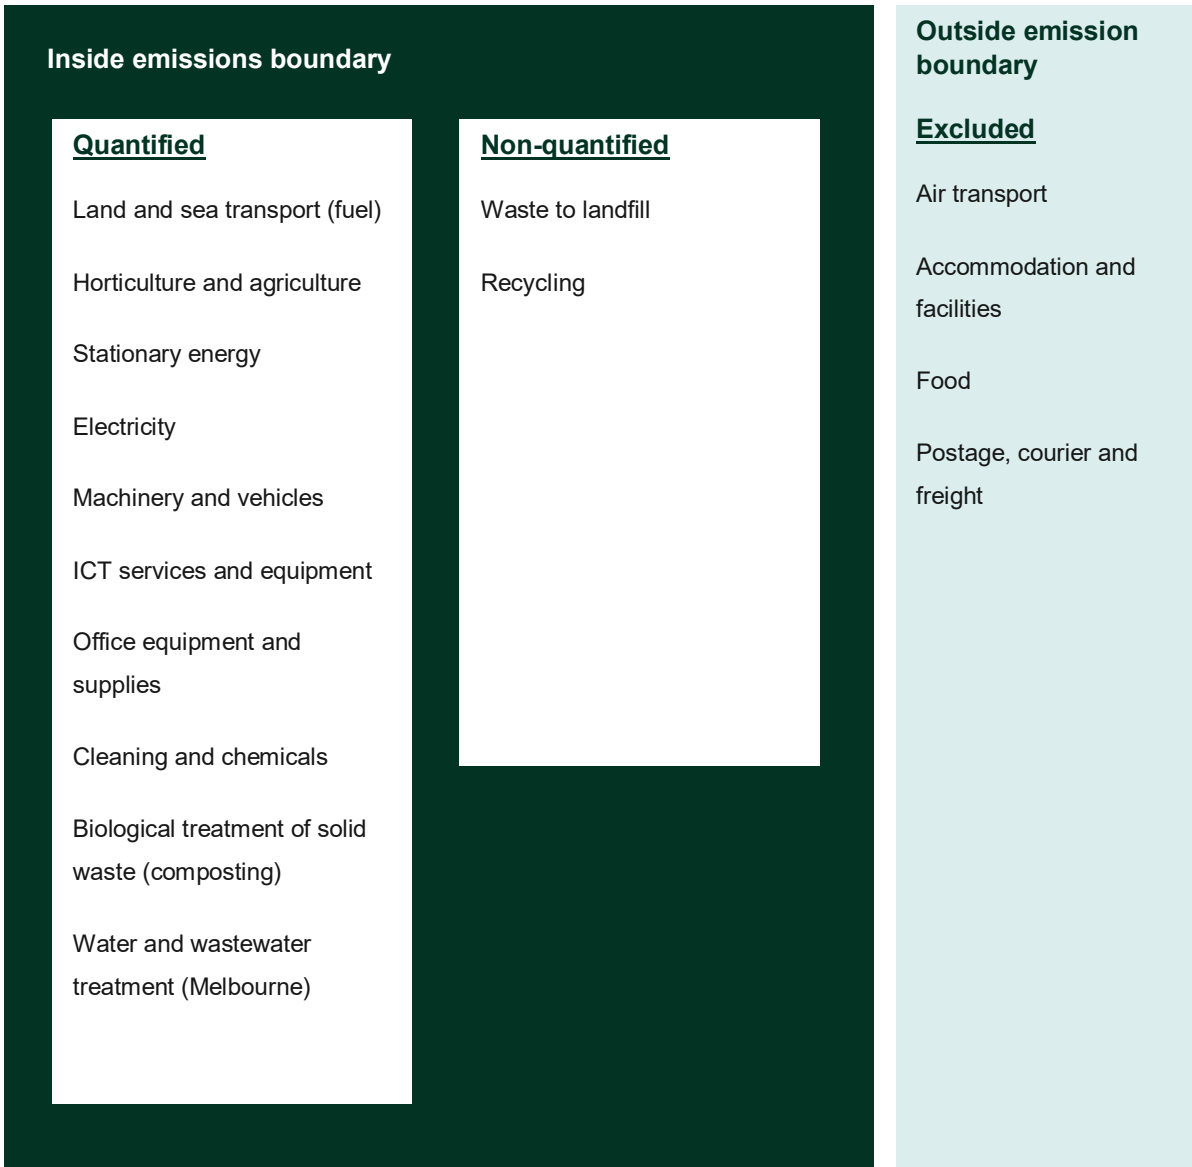 Inside emissions boundary
Quantified
Land and sea transport (fuel)
Horticulture and agriculture
Stationary energy
Electricity
Machinery and vehicles
ICT services and equipment
Office equipment and
supplies
Cleaning and chemicals
Biological treatment of solid
waste (composting)
Water and wastewater
treatment (Melbourne)
Non-quantified
Waste to landfill
Recycling
Outside emission
boundary
Excluded
Air transport
Accommodation and
facilities
Food
Postage, courier and
freight